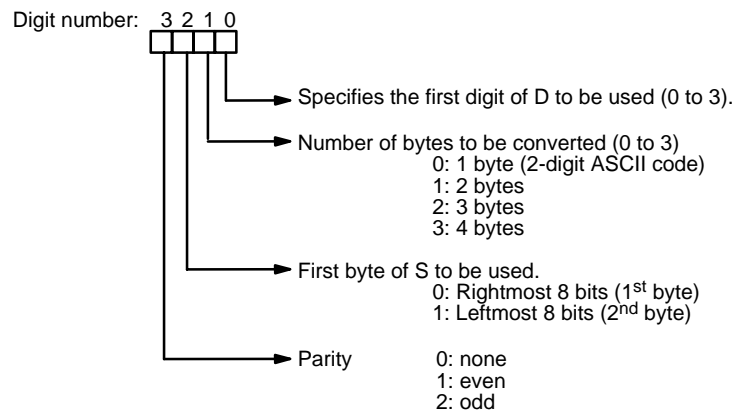 Digit number: 3 2 1 0
Specifies the first digit of D to be used (0 to 3).
Number of bytes to be converted (0 to 3)
0: 1 byte (2-digit ASCII code)
1: 2 bytes
2: 3 bytes
3: 4 bytes
First byte of S to be used.
0: Rightmost 8 bits (1st byte)
1: Leftmost 8 bits (2nd byte)
Parity 0: none
1: even
2: odd